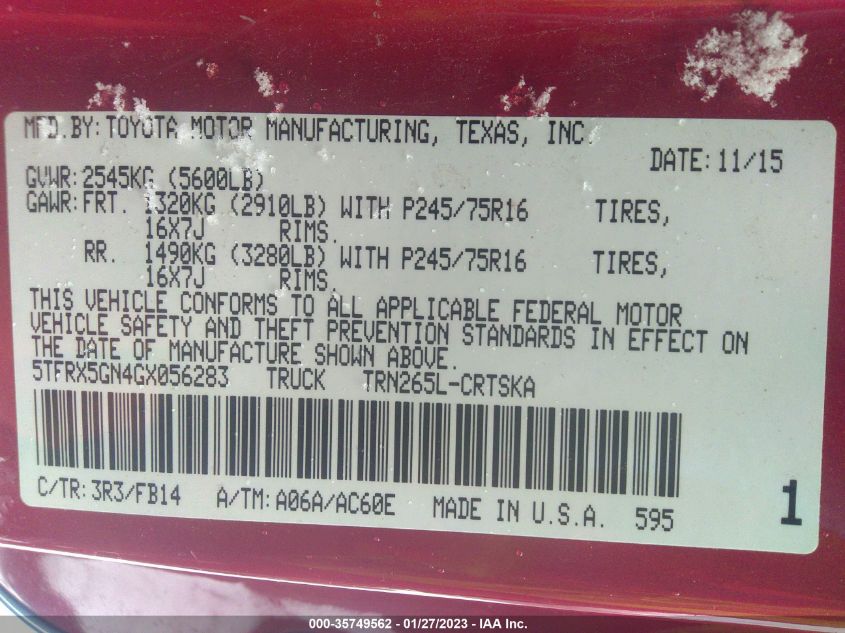 MFD.BY: TOYOTA MOTOR MANUFACTURING, TEXAS, INC.
DATE: 11/15
GVWR: 2545KG (5600LB)
GAWR: FRT. 1320KG (2910LB) WITH P245/75R16 TIRES,
16X7J RIMS.
RR. 1490KG (3280LB) WITH P245/75R16 TIRES,
16X7J RIMS.
THIS VEHICLE CONFORMS TO ALL APPLICABLE FEDERAL MOTOR
VEHICLE SAFETY AND THEFT PREVENTION STANDARDS IN EFFECT ON
THE DATE OF MANUFACTURE SHOWN ABOVE.
5TFRX5GN4GX056283 TRUCK TRN265L-CRTSKA
C/TR: 3R3/FB14 A/TM: A06A/AC60E MADE IN U.S.A. 595
1
000-35749562 — 01/27/2023 — IAA Inc.